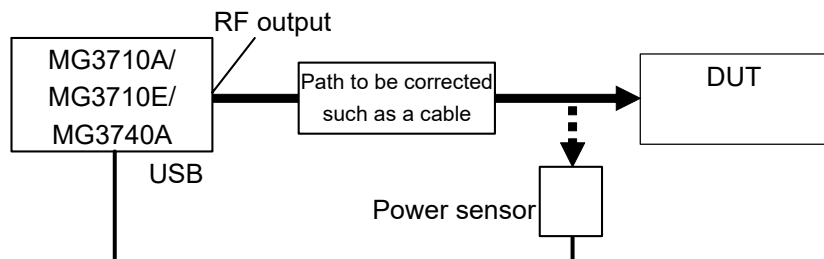 RF output
MG3710A/
MG3710E/
MG3740A
Path to be corrected
such as a cable
DUT
USB
Power sensor